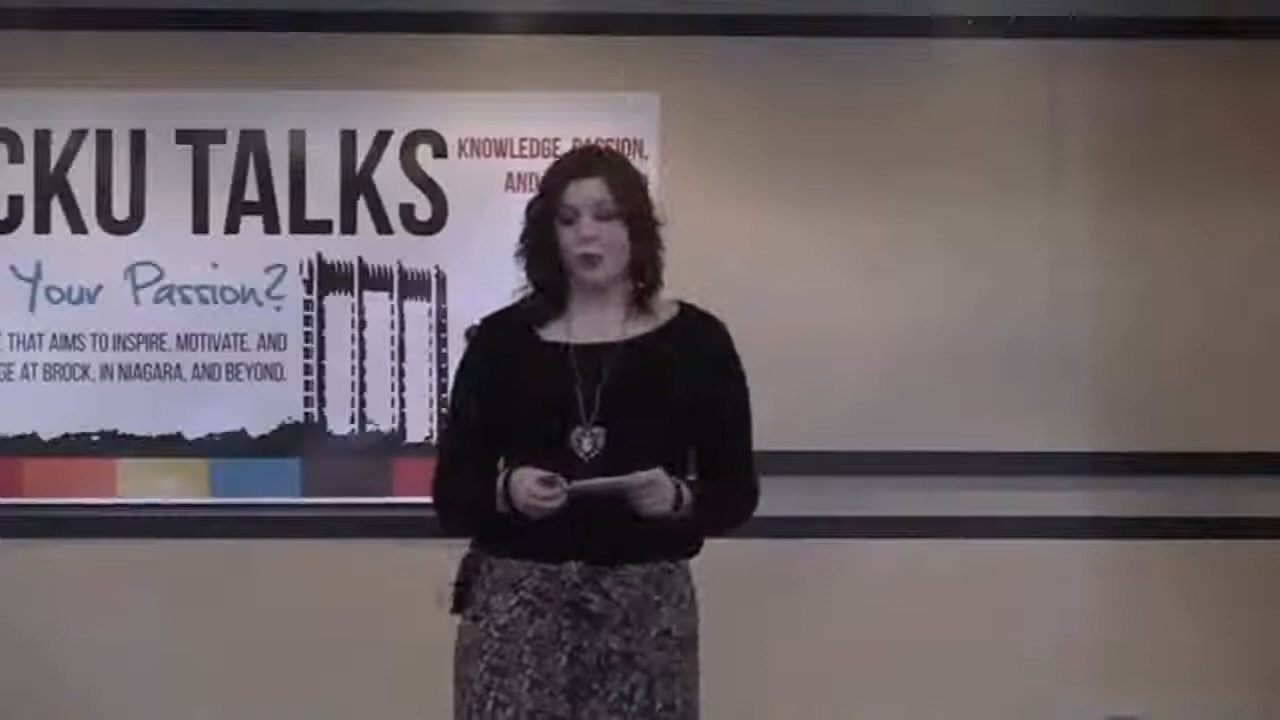 CKU TALKS
KNOWLEDGE, PASSION,
AND
Your Passion?
THAT AIMS TO INSPIRE, MOTIVATE, AND
GE AT BROCK, IN NIAGARA, AND BEYOND.